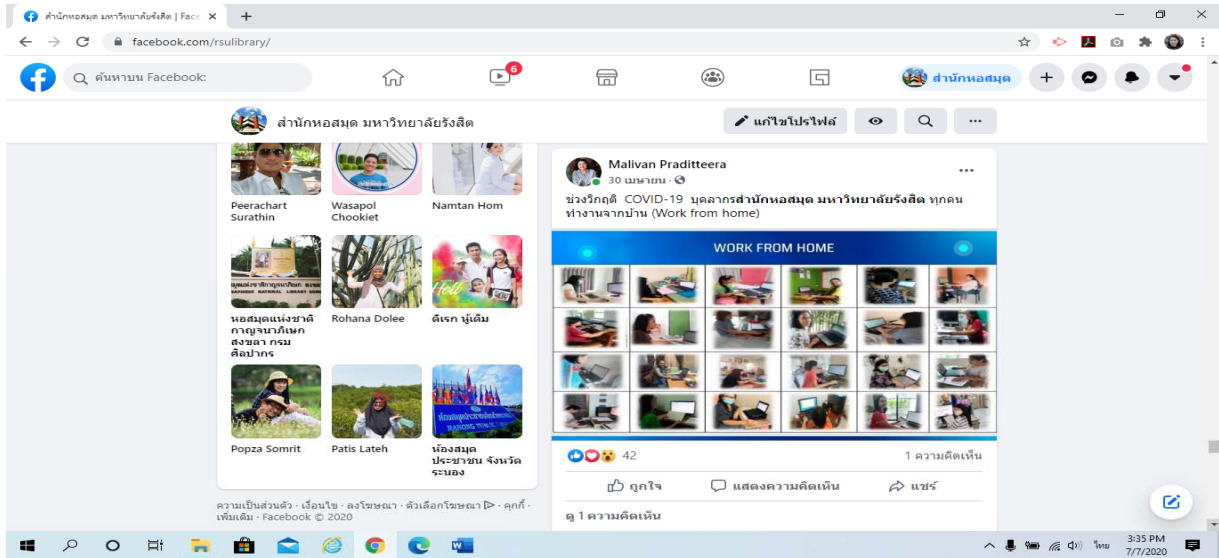 สำนักหอสมุด มหาวิทยาลัยรังสิต | Face
facebook.com/rsulibrary/
ค้นหาบน Facebook:
6
สำนักหอสมุด
สำนักหอสมุด มหาวิทยาลัยรังสิต
แก้ไขโปรไฟล์
Peerachart
Surathin
Wasapol
Chookiet
Namtan Hom
หอสมุดแห่งชาติ
กาญจนาภิเษก
สงขลา กรม
ศิลปากร
Rohana Dolee
ดิเรก นู้เต็ม
Popza Somrit
Patis Lateh
ห้องสมุด
ประชาชน จังหวัด
ระนอง
ความเป็นส่วนตัว · เงื่อนไข · ลงโฆษณา · ตัวเลือกโฆษณา · คุกกี้ ·
เพิ่มเติม · Facebook © 2020
Malivan Praditteera
30 เมษายน ·
ช่วงวิกฤติ COVID-19 บุคลากรสำนักหอสมุด มหาวิทยาลัยรังสิต ทุกคน
ทำงานจากบ้าน (Work from home)
WORK FROM HOME
42
1 ความคิดเห็น
ถูกใจ
แสดงความคิดเห็น
แชร์
ดู 1 ความคิดเห็น
ไทย
3:35 PM
7/7/2020